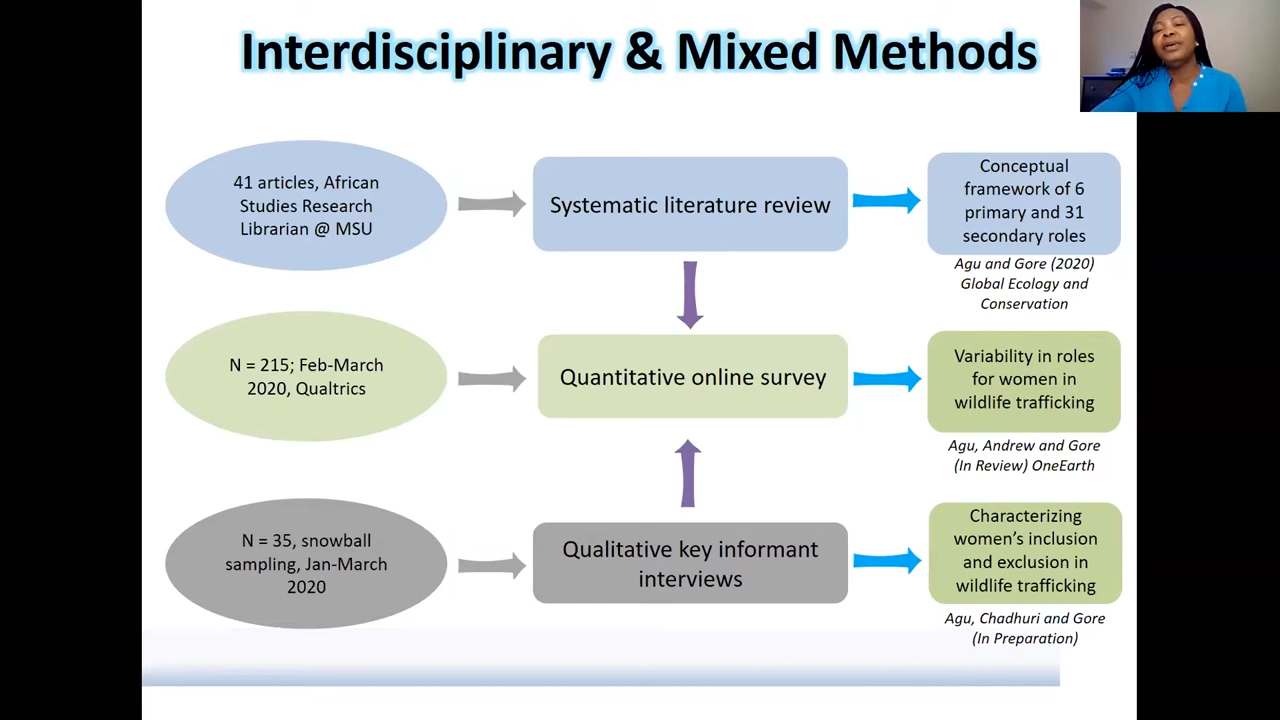 Interdisciplinary & Mixed Methods
41 articles, African
Studies Research
Librarian @ MSU
Systematic literature review
Conceptual
framework of 6
primary and 31
secondary roles
Agu and Gore (2020)
Global Ecology and
Conservation
N = 215; Feb-March
2020, Qualtrics
Quantitative online survey
Variability in roles
for women in
wildlife trafficking
Agu, Andrew and Gore
(In Review) OneEarth
N = 35, snowball
sampling, Jan-March
2020
Qualitative key informant
interviews
Characterizing
women’s inclusion
and exclusion in
wildlife trafficking
Agu, Chadhuri and Gore
(In Preparation)